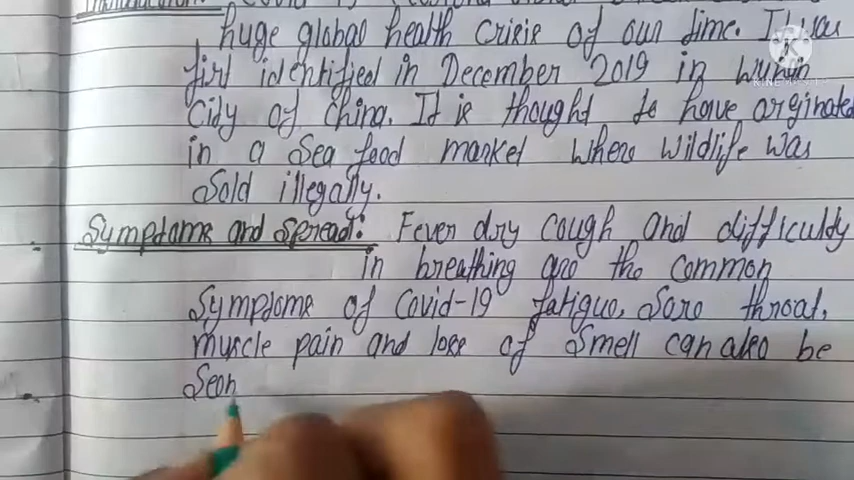 huge global health crisis of our time. It was
first identified in December 2019 in Wuhan
City of China. It is thought to have orginated
in a Sea food market where wildlife was
Sold illegally.
Symptoms and Spread: Fever dry cough and difficulty
in breathing are the common
Symptoms of Covid-19 fatigue, Sore throat,
muscle pain and loss of Smell can also be
Seen